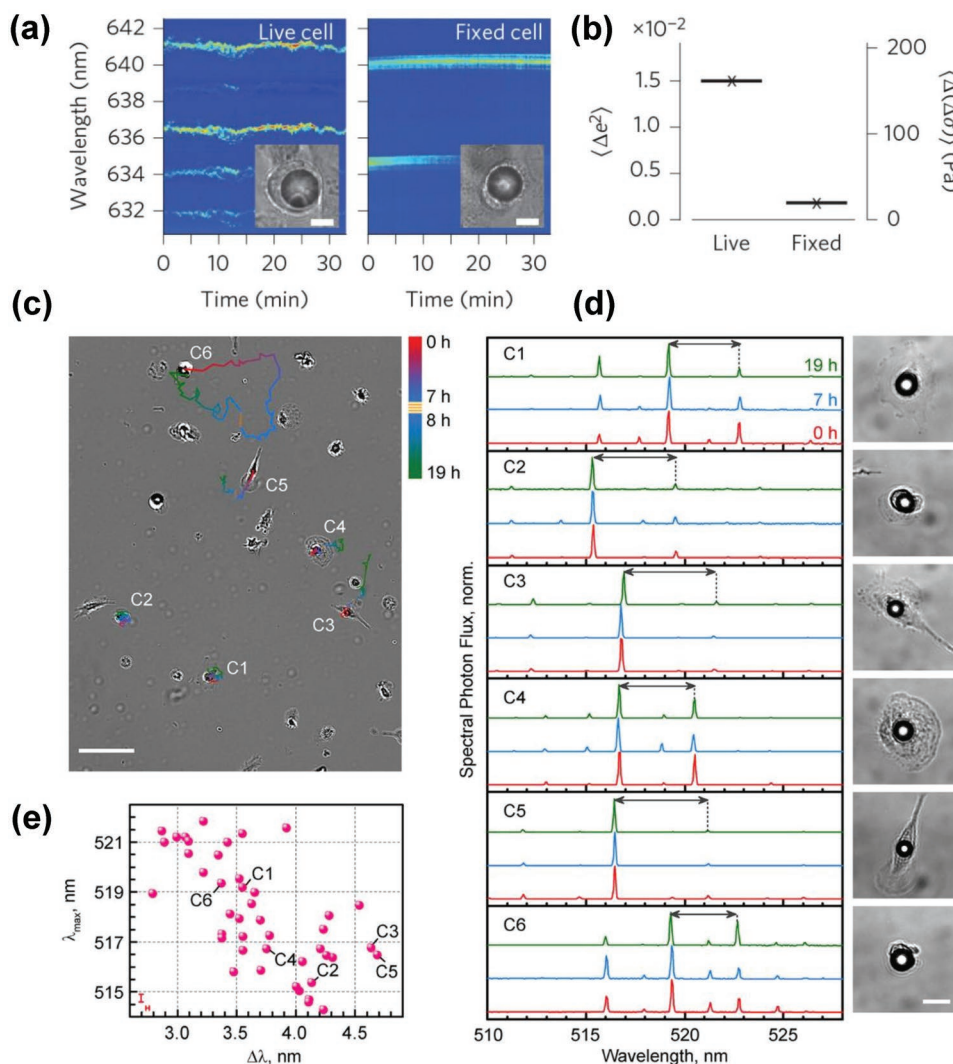 (a)
Live cell
Fixed cell
Wavelength (nm)
642
640
638
636
634
632
0 10 20 30
0 10 20 30
Time (min)
Time (min)
(b)
×10⁻²
1.5
1.0
0.5
0.0
⟨Δe²⟩
200
100
0
⟨Δ(Δσ)⟩ (Pa)
Live
Fixed
(c)
C6
C5
C4
C3
C2
C1
0 h
7 h
8 h
19 h
(d)
C1
19 h
7 h
0 h
C2
C3
C4
C5
C6
Spectral Photon Flux, norm.
510 515 520 525
Wavelength, nm
(e)
λmax, nm
521
519
517
515
C1
C6
C4
C2
C3
C5
3.0 3.5 4.0 4.5
Δλ, nm